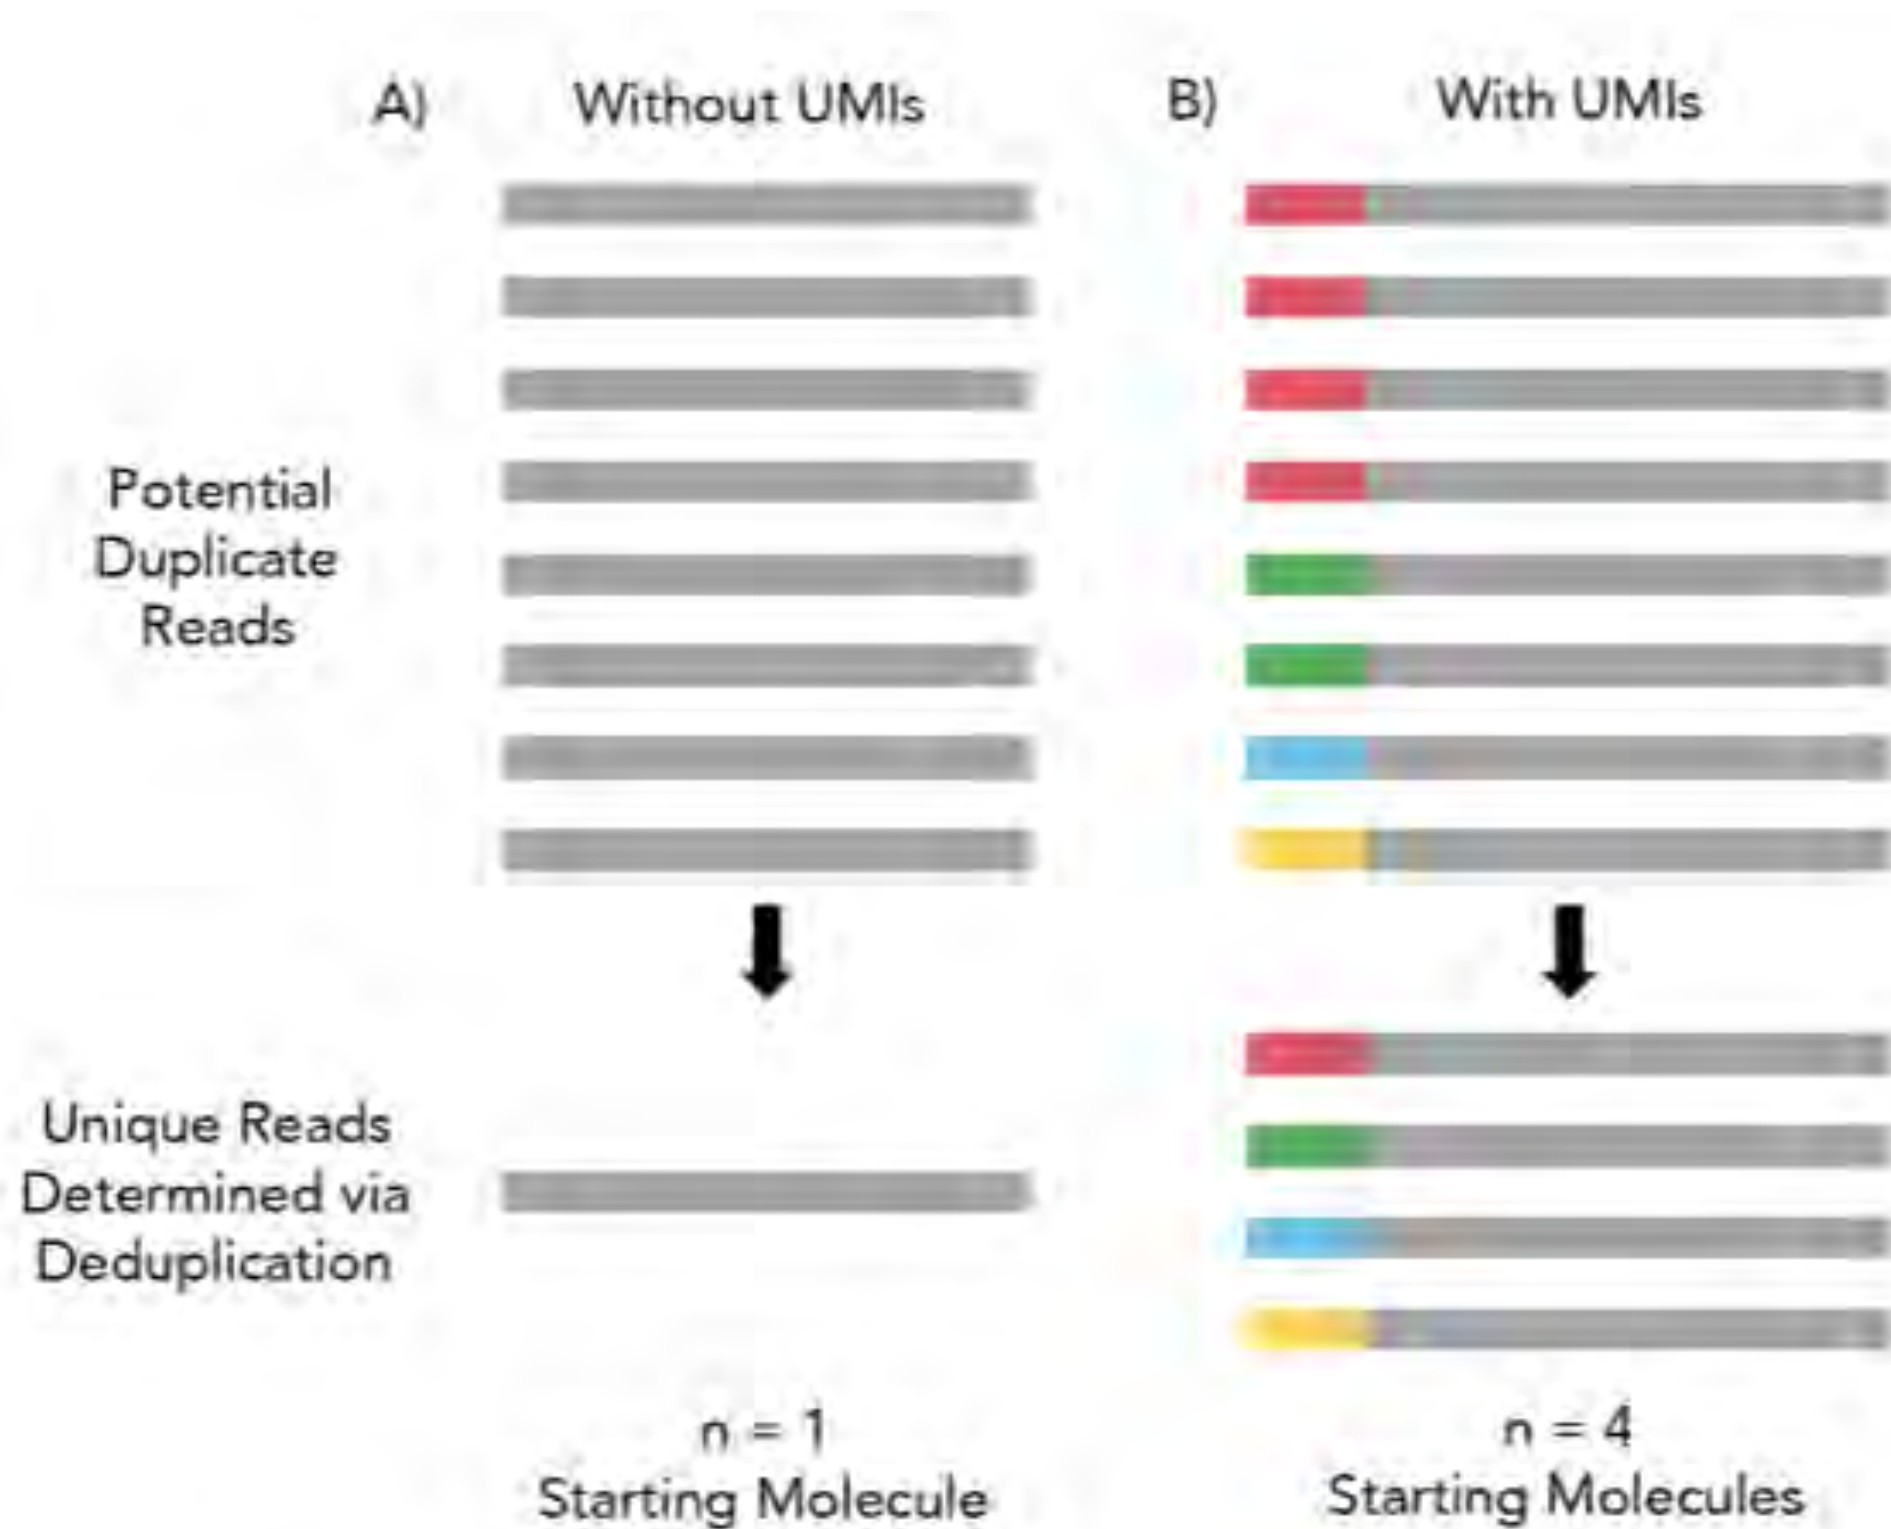 A) Without UMIs
B) With UMIs
Potential
Duplicate
Reads
Unique Reads
Determined via
Deduplication
n = 1
Starting Molecule
n = 4
Starting Molecules